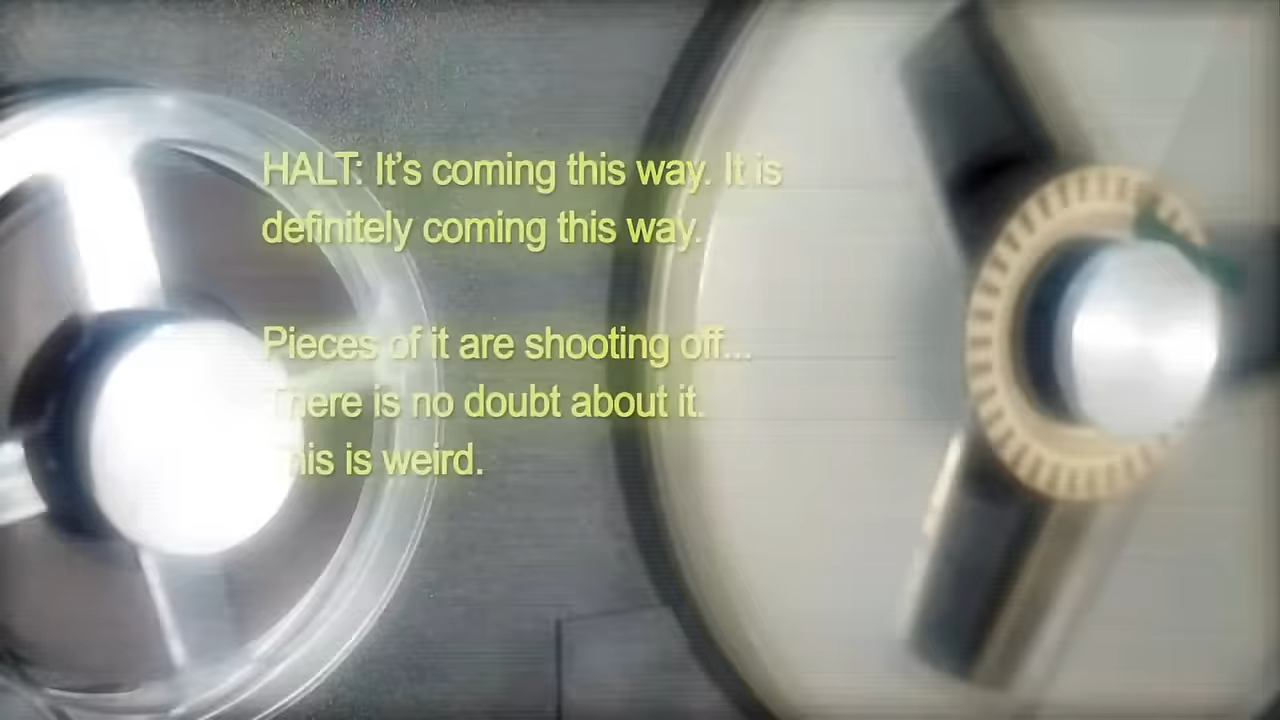 HALT: It’s coming this way. It is
definitely coming this way.
Pieces of it are shooting off...
There is no doubt about it.
This is weird.